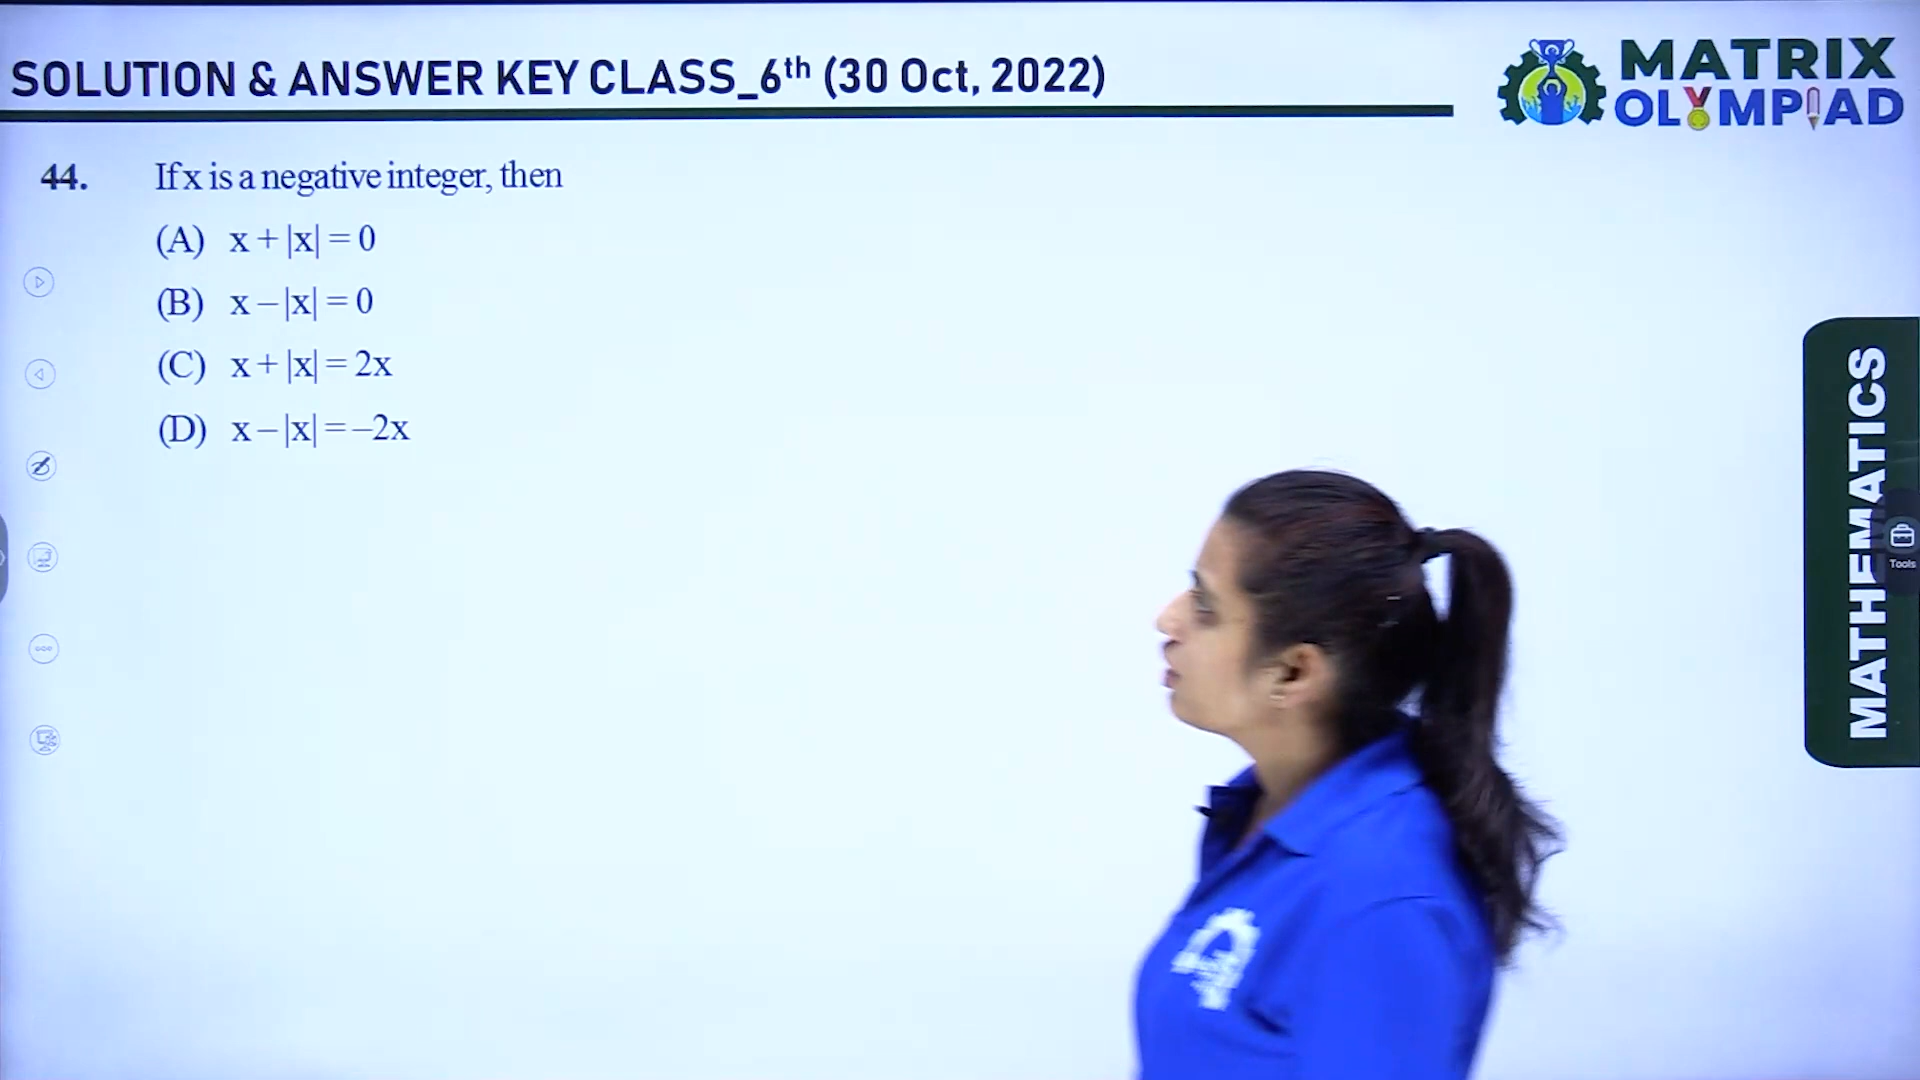 SOLUTION & ANSWER KEY CLASS_6th (30 Oct, 2022)
MATRIX
OLYMPIAD
44. If x is a negative integer, then
(A) x + |x| = 0
(B) x – |x| = 0
(C) x + |x| = 2x
(D) x – |x| = –2x
MATHEMATICS
Tools